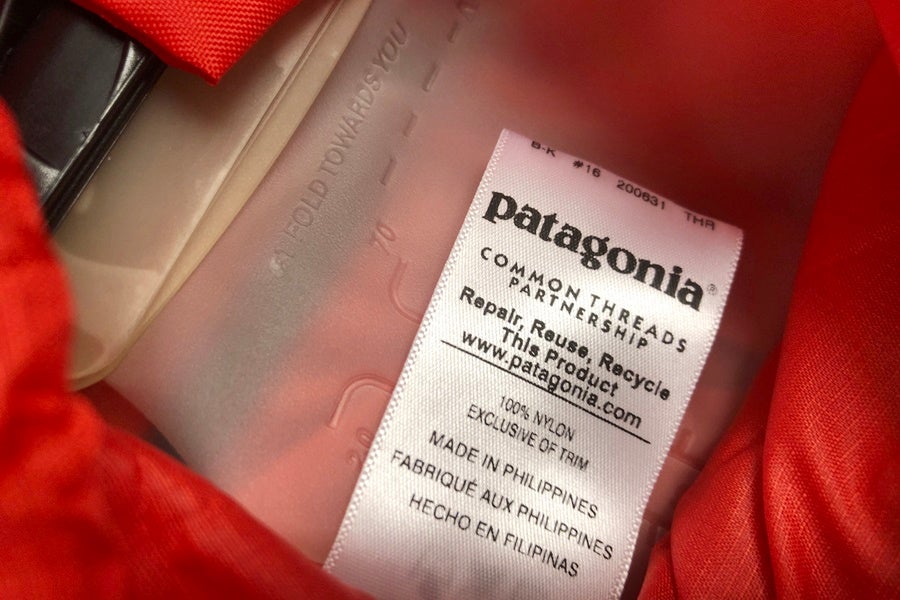 FOLD TOWARDS YOU
70
B-K #16 200631 THR
patagonia®
COMMON THREADS
PARTNERSHIP
Repair, Reuse, Recycle
This Product
www.patagonia.com
100% NYLON
EXCLUSIVE OF TRIM
MADE IN PHILIPPINES
FABRIQUÉ AUX PHILIPPINES
HECHO EN FILIPINAS